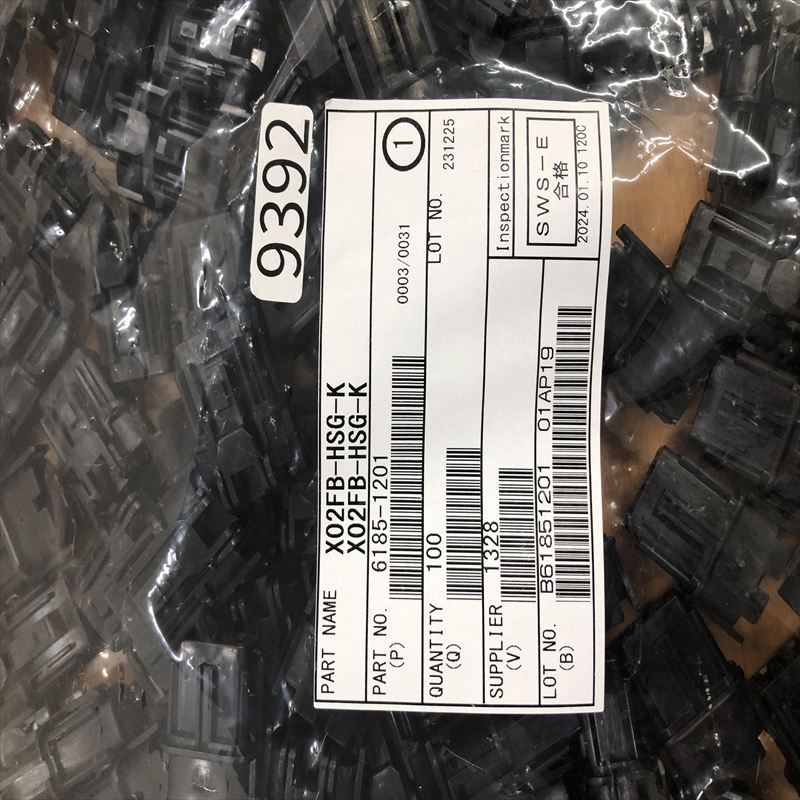 9392
PART NAME X02FB-HSG-K
X02FB-HSG-K
PART NO. 6185-1201
(P)
0003/0031
1
QUANTITY 100
(Q)
LOT NO. 231225
SUPPLIER 1328
(V)
Inspectionmark
SWS-E
合格
2024.01.10 120C
LOT NO. B61851201 01AP19
(B)